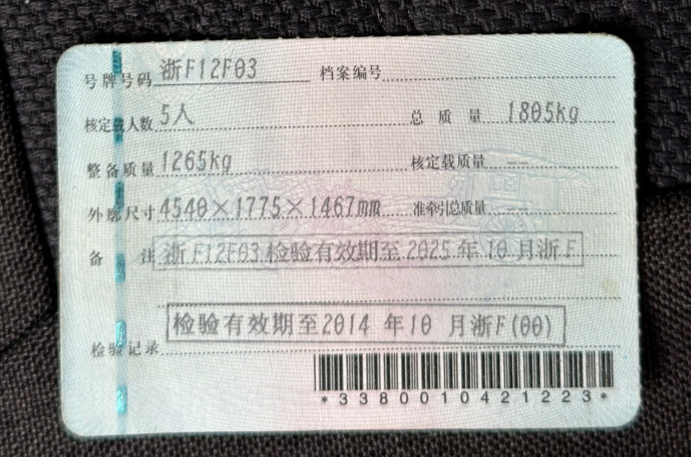 号牌号码 浙F12F03 档案编号
核定载人数 5人 总质量 1805kg
整备质量 1265kg 核定载质量 --
外廓尺寸 4540×1775×1467mm 准牵引总质量
备注 浙F12F03 检验有效期至2025年10月浙F
检验有效期至2014年10月浙F(00)
检验记录
*3380010421223*